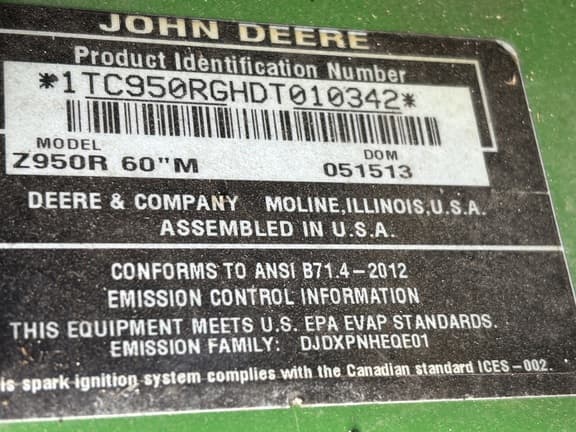 JOHN DEERE
Product Identification Number
*1TC950RGHDT010342*
MODEL DOM
Z950R 60"M 051513
DEERE & COMPANY MOLINE, ILLINOIS, U.S.A.
ASSEMBLED IN U.S.A.
CONFORMS TO ANSI B71.4-2012
EMISSION CONTROL INFORMATION
THIS EQUIPMENT MEETS U.S. EPA EVAP STANDARDS.
EMISSION FAMILY: DJDXPNHEQE01
is spark ignition system complies with the Canadian standard ICES-002.